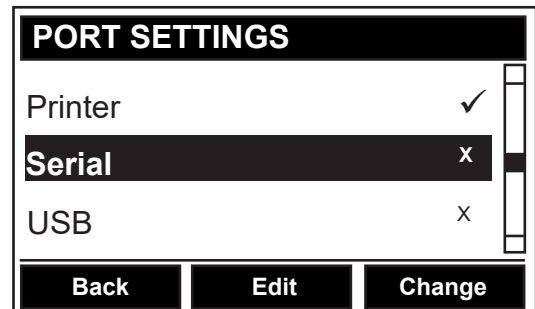 PORT SETTINGS
Printer ✓
Serial X
USB X
Back Edit Change